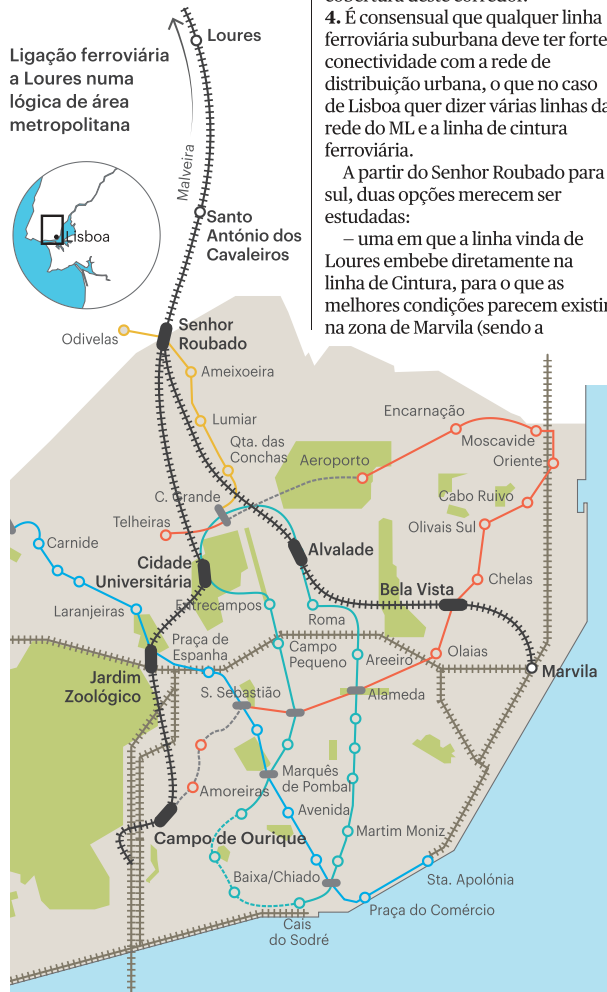 cobertura deste corredor.
4. É consensual que qualquer linha
ferroviária suburbana deve ter forte
conectividade com a rede de
distribuição urbana, o que no caso
de Lisboa quer dizer várias linhas da
rede do ML e a linha de cintura
ferroviária.
A partir do Senhor Roubado para
sul, duas opções merecem ser
estudadas:
– uma em que a linha vinda de
Loures embebe diretamente na
linha de Cintura, para o que as
melhores condições parecem existir
na zona de Marvila (sendo a
Ligação ferroviária
a Loures numa
lógica de área
metropolitana
Lisboa
Loures
Malveira
Santo
António dos
Cavaleiros
Senhor
Roubado
Odivelas
Ameixoeira
Lumiar
Qta. das
Conchas
Encarnação
Moscavide
Aeroporto
Oriente
C. Grande
Cabo Ruivo
Telheiras
Olivais Sul
Carnide
Cidade
Universitária
Alvalade
Chelas
Bela Vista
Laranjeiras
Entrecampos
Roma
Praça de
Espanha
Campo
Pequeno
Areeiro
Olaias
Marvila
Jardim
Zoológico
S. Sebastião
Alameda
Marquês
de Pombal
Amoreiras
Avenida
Campo de Ourique
Martim Moniz
Baixa/Chiado
Sta. Apolónia
Praça do Comércio
Cais
do Sodré